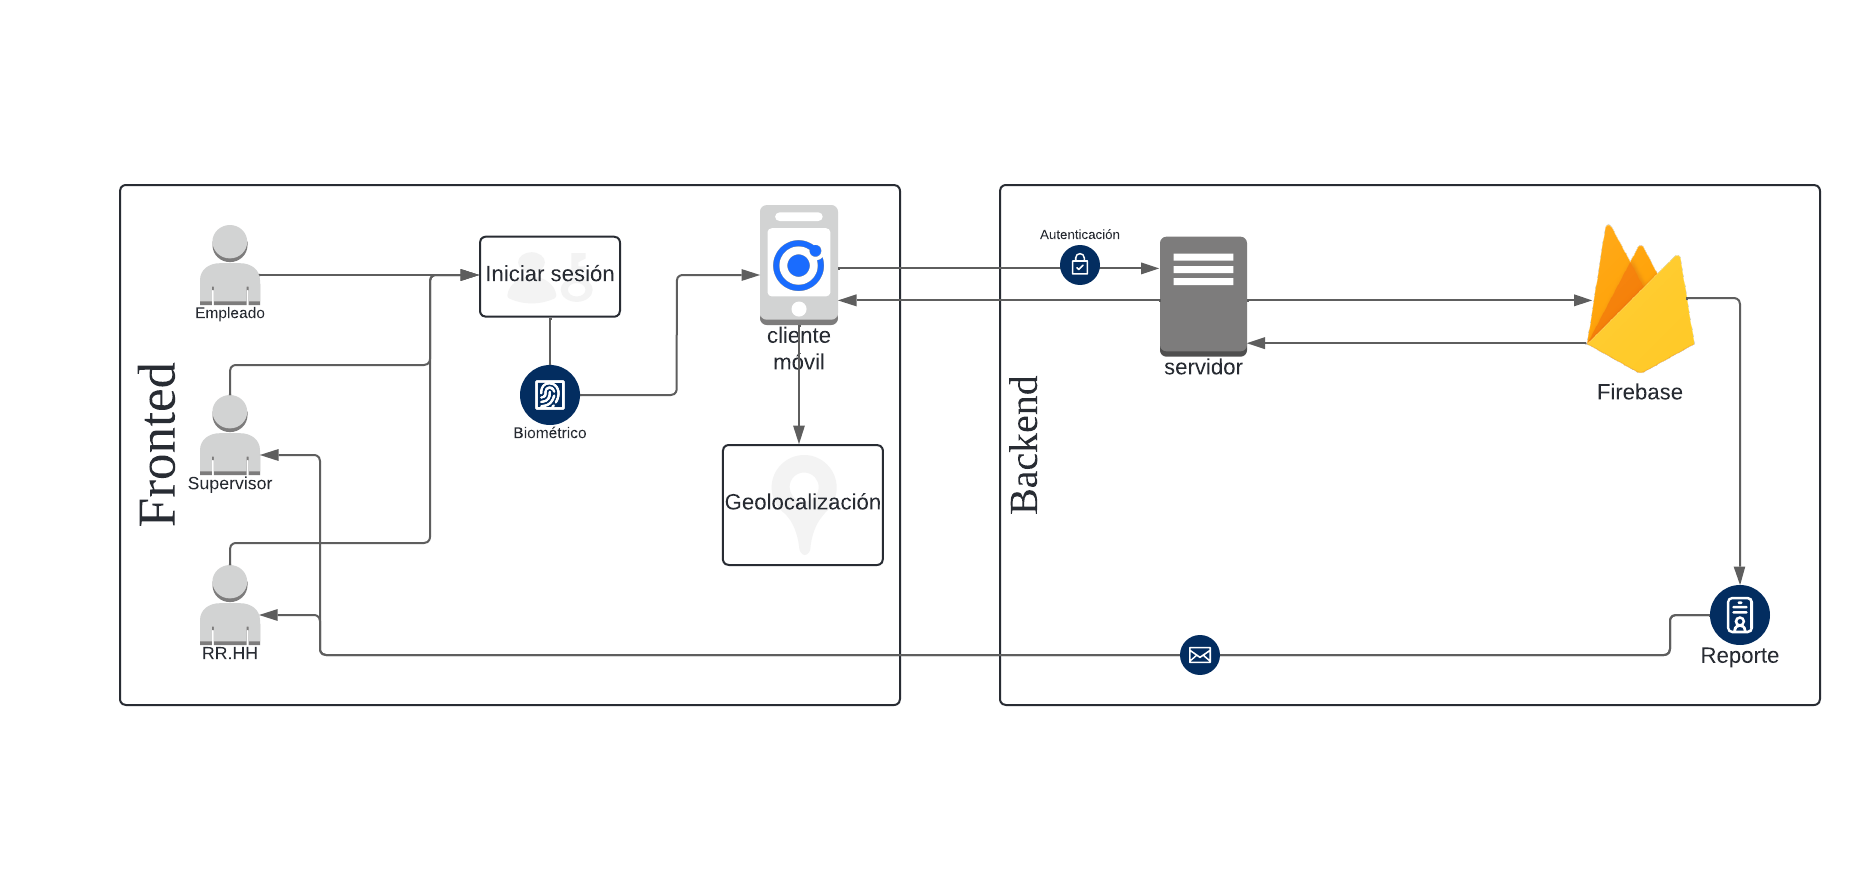 Fronted
Empleado
Supervisor
RR.HH
Iniciar sesión
Biométrico
cliente
móvil
Geolocalización
Backend
Autenticación
servidor
Firebase
Reporte